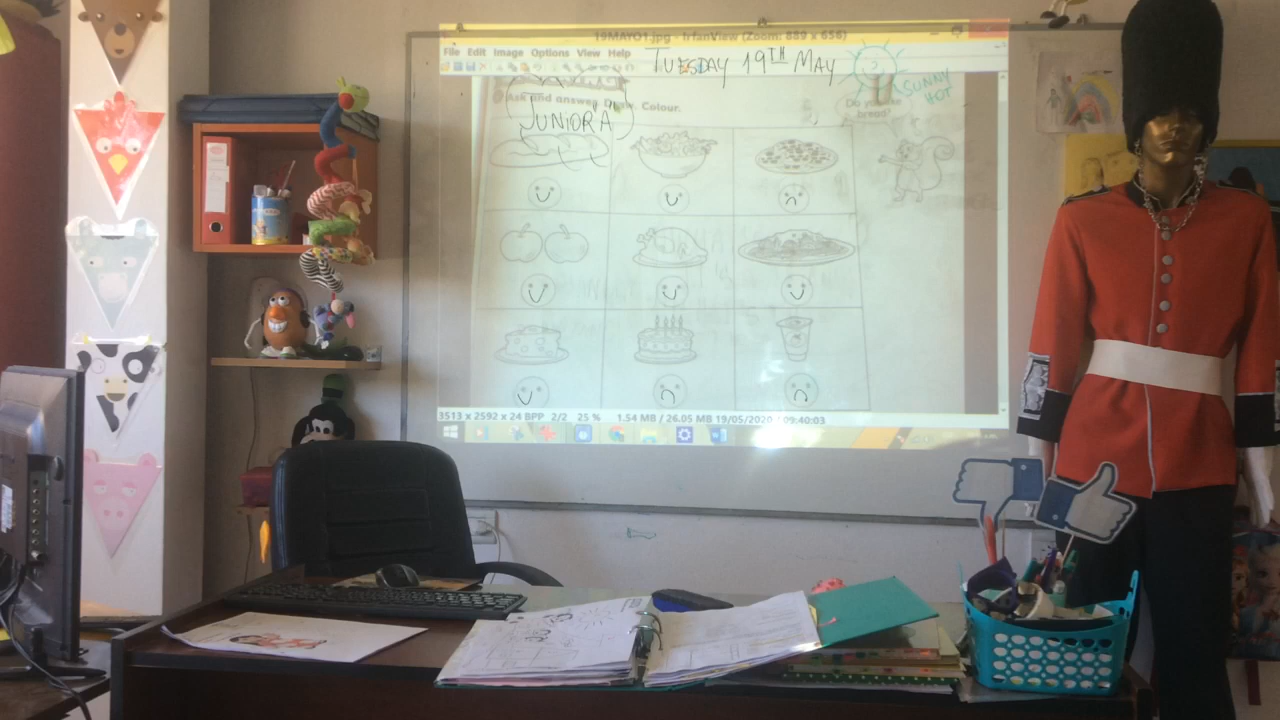 19MAYO1.jpg - IrfanView (Zoom: 889 x 656)
File Edit Image Options View Help
TUESDAY 19TH MAY
SUNNY
HOT
Ask and answer. Draw. Colour.
JUNIOR "A"
Do you like
bread?
3513 x 2592 x 24 BPP 2/2 25 % 1.54 MB / 26.05 MB 19/05/2020 / 09:40:03